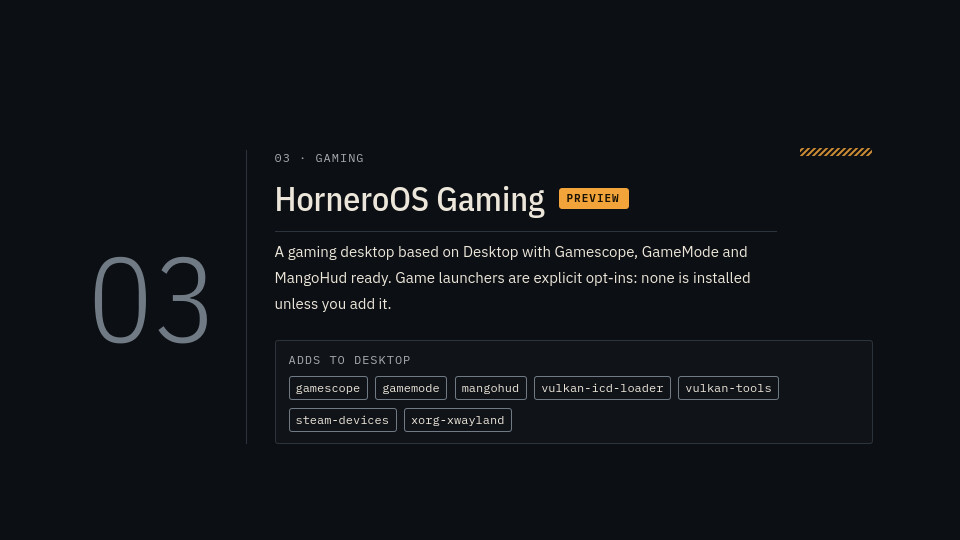 03
03 · GAMING
HorneroOS Gaming PREVIEW
A gaming desktop based on Desktop with Gamescope, GameMode and
MangoHud ready. Game launchers are explicit opt-ins: none is installed
unless you add it.
ADDS TO DESKTOP
gamescope gamemode mangohud vulkan-icd-loader vulkan-tools
steam-devices xorg-xwayland